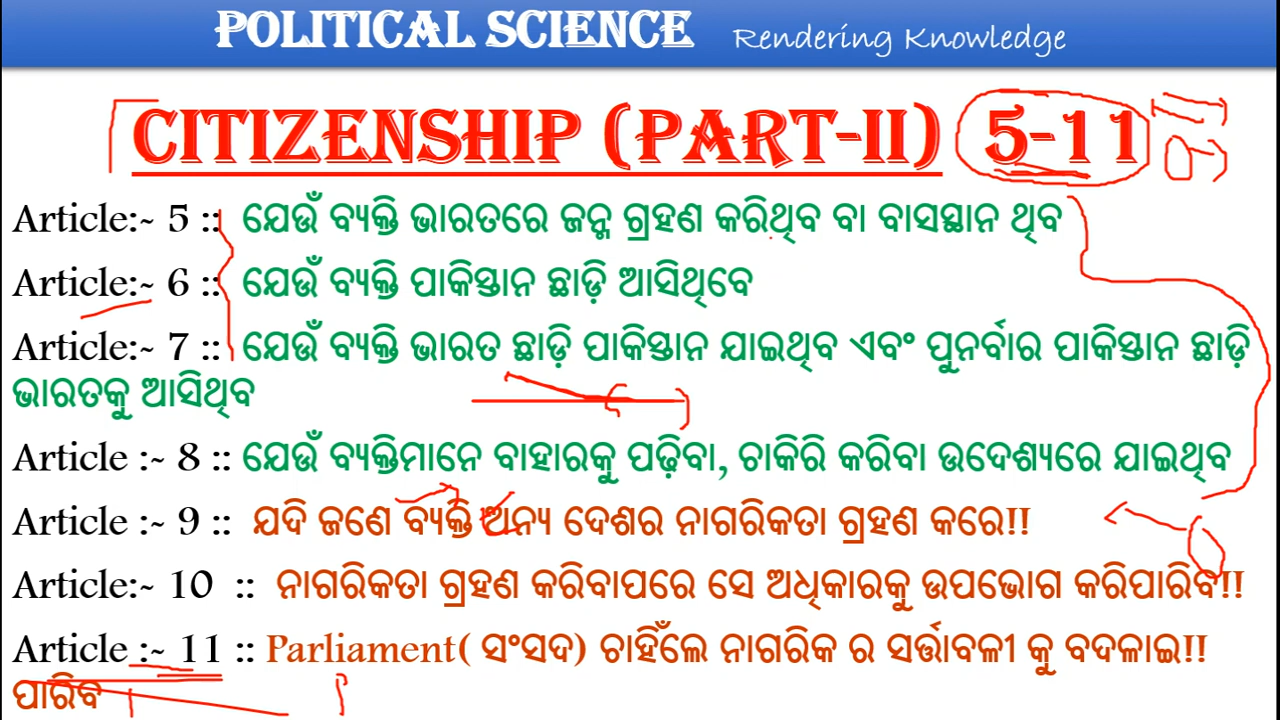 POLITICAL SCIENCE Rendering Knowledge
CITIZENSHIP (PART-II) 5-11
Article:~ 5 :: ଯେଉଁ ବ୍ୟକ୍ତି ଭାରତରେ ଜନ୍ମ ଗ୍ରହଣ କରିଥିବ ବା ବାସସ୍ଥାନ ଥିବ
Article:~ 6 :: ଯେଉଁ ବ୍ୟକ୍ତି ପାକିସ୍ତାନ ଛାଡ଼ି ଆସିଥିବେ
Article:~ 7 :: ଯେଉଁ ବ୍ୟକ୍ତି ଭାରତ ଛାଡ଼ି ପାକିସ୍ତାନ ଯାଇଥିବ ଏବଂ ପୁନର୍ବାର ପାକିସ୍ତାନ ଛାଡ଼ି
ଭାରତକୁ ଆସିଥିବ
Article :~ 8 :: ଯେଉଁ ବ୍ୟକ୍ତିମାନେ ବାହାରକୁ ପଢ଼ିବା, ଚାକିରି କରିବା ଉଦେଶ୍ୟରେ ଯାଇଥିବ
Article :~ 9 :: ଯଦି ଜଣେ ବ୍ୟକ୍ତି ଅନ୍ୟ ଦେଶର ନାଗରିକତା ଗ୍ରହଣ କରେ!!
Article:~ 10 :: ନାଗରିକତା ଗ୍ରହଣ କରିବାପରେ ସେ ଅଧିକାରକୁ ଉପଭୋଗ କରିପାରିବ!!
Article :~ 11 :: Parliament( ସଂସଦ) ଚାହିଁଲେ ନାଗରିକ ର ସର୍ତ୍ତାବଳୀ କୁ ବଦଳାଇ!!
ପାରିବ